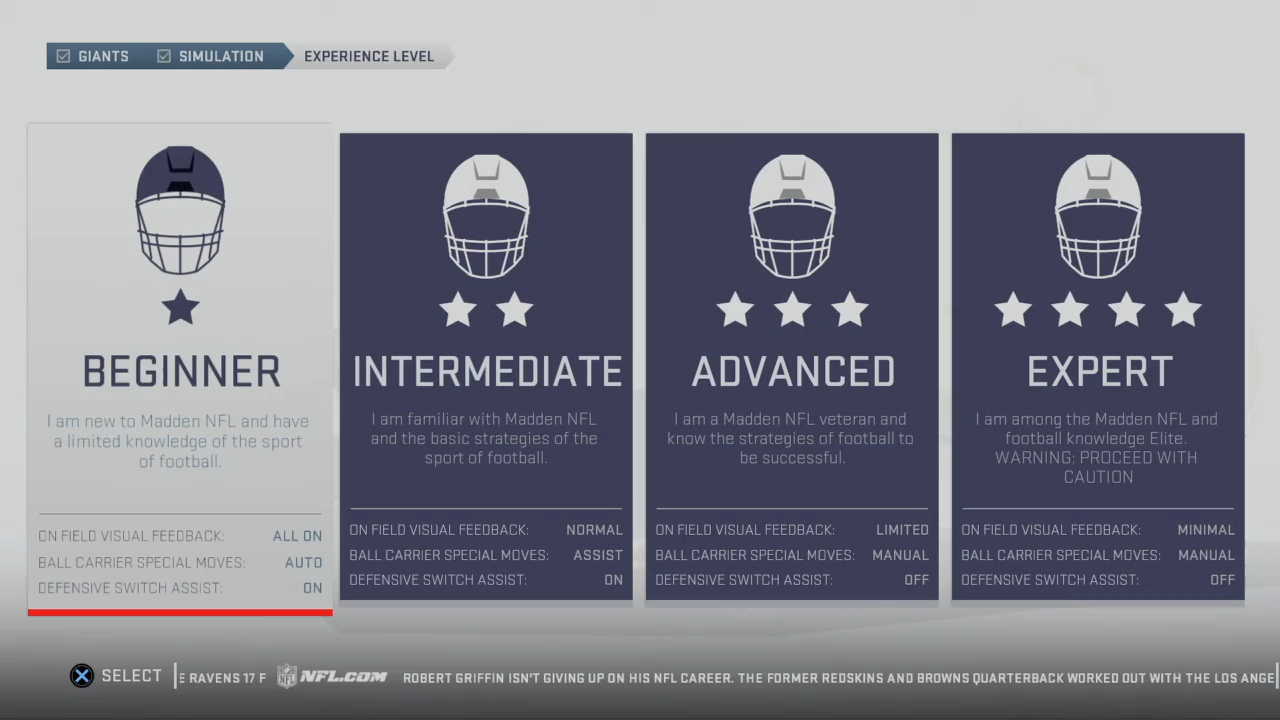 GIANTS SIMULATION EXPERIENCE LEVEL
BEGINNER
I am new to Madden NFL and have
a limited knowledge of the sport
of football.
ON FIELD VISUAL FEEDBACK: ALL ON
BALL CARRIER SPECIAL MOVES: AUTO
DEFENSIVE SWITCH ASSIST: ON
INTERMEDIATE
I am familiar with Madden NFL
and the basic strategies of the
sport of football.
ON FIELD VISUAL FEEDBACK: NORMAL
BALL CARRIER SPECIAL MOVES: ASSIST
DEFENSIVE SWITCH ASSIST: ON
ADVANCED
I am a Madden NFL veteran and
know the strategies of football to
be successful.
ON FIELD VISUAL FEEDBACK: LIMITED
BALL CARRIER SPECIAL MOVES: MANUAL
DEFENSIVE SWITCH ASSIST: OFF
EXPERT
I am among the Madden NFL and
football knowledge Elite.
WARNING: PROCEED WITH
CAUTION
ON FIELD VISUAL FEEDBACK: MINIMAL
BALL CARRIER SPECIAL MOVES: MANUAL
DEFENSIVE SWITCH ASSIST: OFF
SELECT E RAVENS 17 F NFL NFL.COM ROBERT GRIFFIN ISN'T GIVING UP ON HIS NFL CAREER. THE FORMER REDSKINS AND BROWNS QUARTERBACK WORKED OUT WITH THE LOS ANGE